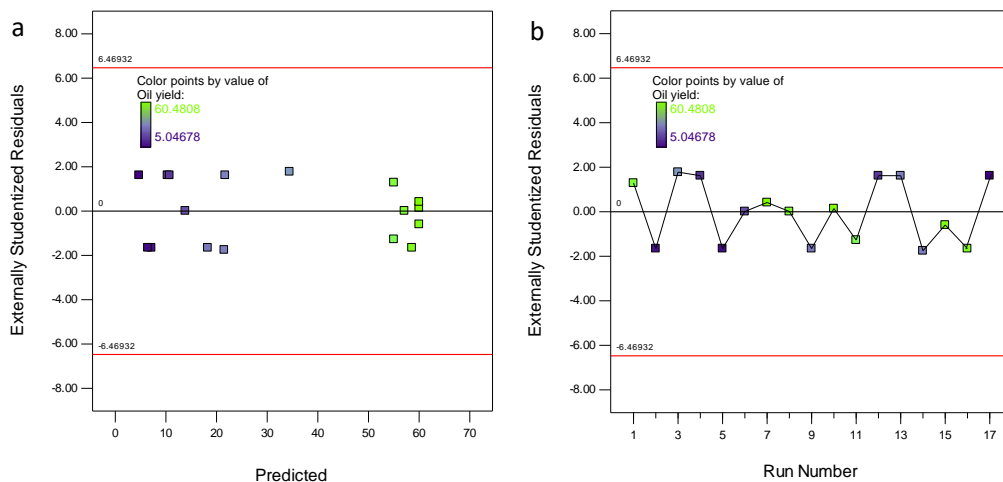 a
Externally Studentized Residuals
8.00
6.00
4.00
2.00
0.00
-2.00
-4.00
-6.00
-8.00
6.46932
Color points by value of
Oil yield:
60.4808
5.04678
0
-6.46932
0 10 20 30 40 50 60 70
Predicted
b
Externally Studentized Residuals
8.00
6.00
4.00
2.00
0.00
-2.00
-4.00
-6.00
-8.00
6.46932
Color points by value of
Oil yield:
60.4808
5.04678
0
-6.46932
1 3 5 7 9 11 13 15 17
Run Number